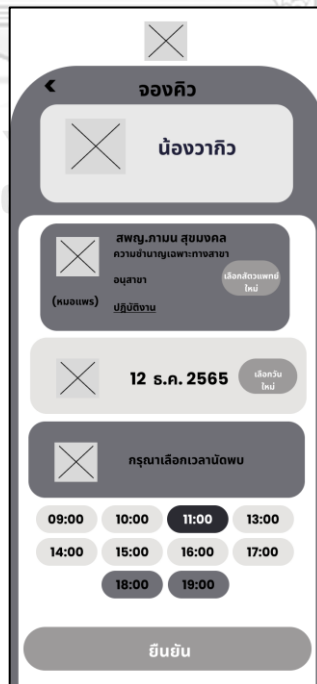 จองคิว
น้องวากิว
สพญ.ภามน สุขมงคล
ความชำนาญเฉพาะทางสาขา
อนุสาขา
เลือกสัตวแพทย์
ใหม่
(หมอแพร)
ปฏิบัติงาน
12 ธ.ค. 2565
เลือกวัน
ใหม่
กรุณาเลือกเวลานัดพบ
09:00 10:00 11:00 13:00
14:00 15:00 16:00 17:00
18:00 19:00
ยืนยัน